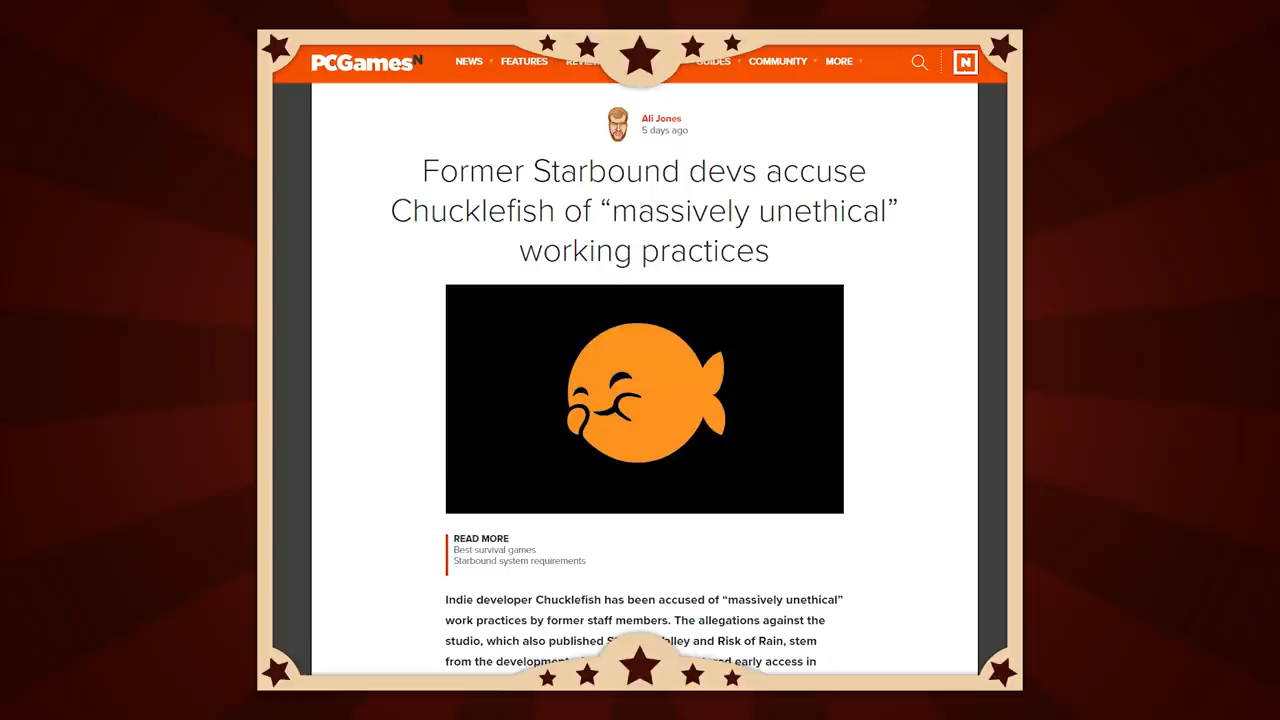 PCGamesN
NEWS FEATURES GUIDES COMMUNITY MORE
N
Ali Jones
5 days ago
Former Starbound devs accuse
Chucklefish of “massively unethical”
working practices
READ MORE
Best survival games
Starbound system requirements
Indie developer Chucklefish has been accused of “massively unethical”
work practices by former staff members. The allegations against the
studio, which also published and Risk of Rain, stem
from the early access in